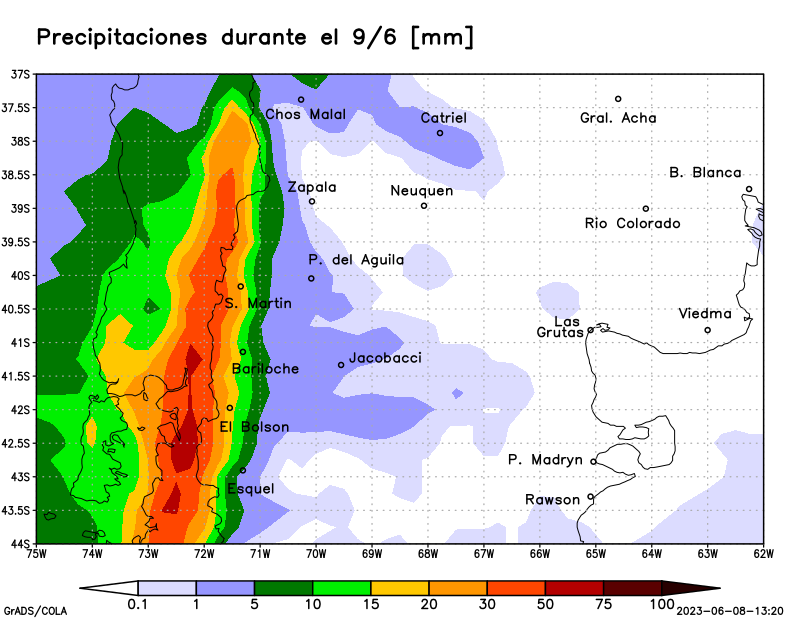 Precipitaciones durante el 9/6 [mm]
37S
Chos Malal
Catriel
Gral. Acha
37.5S
38S
B. Blanca
38.5S
Zapala
Neuquen
39S
Rio Colorado
39.5S
P. del Aguila
40S
S. Martin
40.5S
Las
Grutas
Viedma
41S
Bariloche
Jacobacci
41.5S
42S
El Bolson
42.5S
P. Madryn
43S
Esquel
Rawson
43.5S
44S
75W 74W 73W 72W 71W 70W 69W 68W 67W 66W 65W 64W 63W 62W
0.1 1 5 10 15 20 30 50 75 100
GrADS/COLA
2023-06-08-13:20